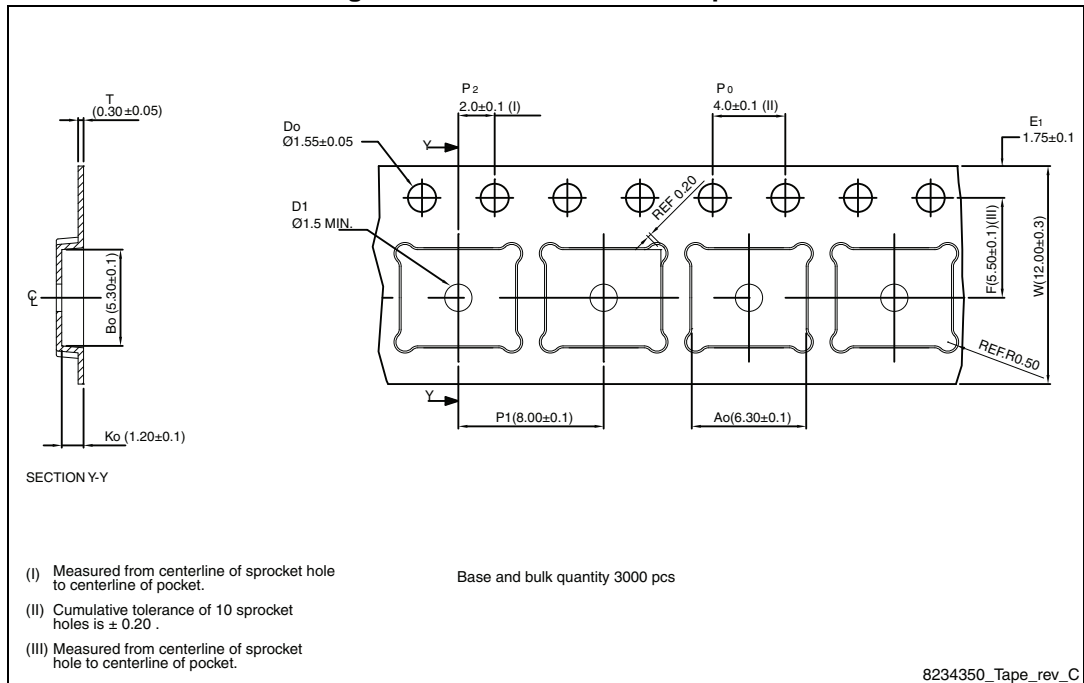 T
(0.30±0.05)
P2
2.0±0.1 (I)
P0
4.0±0.1 (II)
Do
Ø1.55±0.05
E1
1.75±0.1
Y
D1
Ø1.5 MIN.
REF 0.20
F(5.50±0.1)(III)
W(12.00±0.3)
Bo (5.30±0.1)
CL
REF.R0.50
Y
P1(8.00±0.1)
Ao(6.30±0.1)
Ko (1.20±0.1)
SECTION Y-Y
(I) Measured from centerline of sprocket hole
to centerline of pocket.
Base and bulk quantity 3000 pcs
(II) Cumulative tolerance of 10 sprocket
holes is ± 0.20 .
(III) Measured from centerline of sprocket
hole to centerline of pocket.
8234350_Tape_rev_C